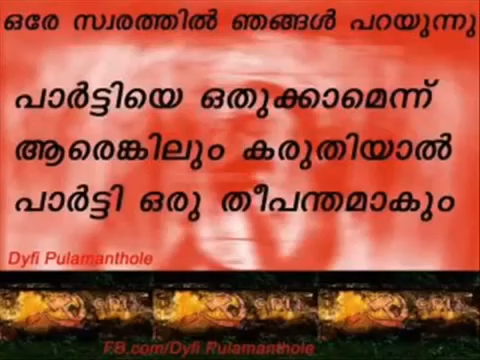 ഒരേ സ്വരത്തിൽ ഞങ്ങൾ പറയുന്നു
പാർട്ടിയെ ഒതുക്കാമെന്ന്
ആരെങ്കിലും കരുതിയാൽ
പാർട്ടി ഒരു തീപന്തമാകും
Dyfi Pulamanthole
FB.com/Dyfi Pulamanthole